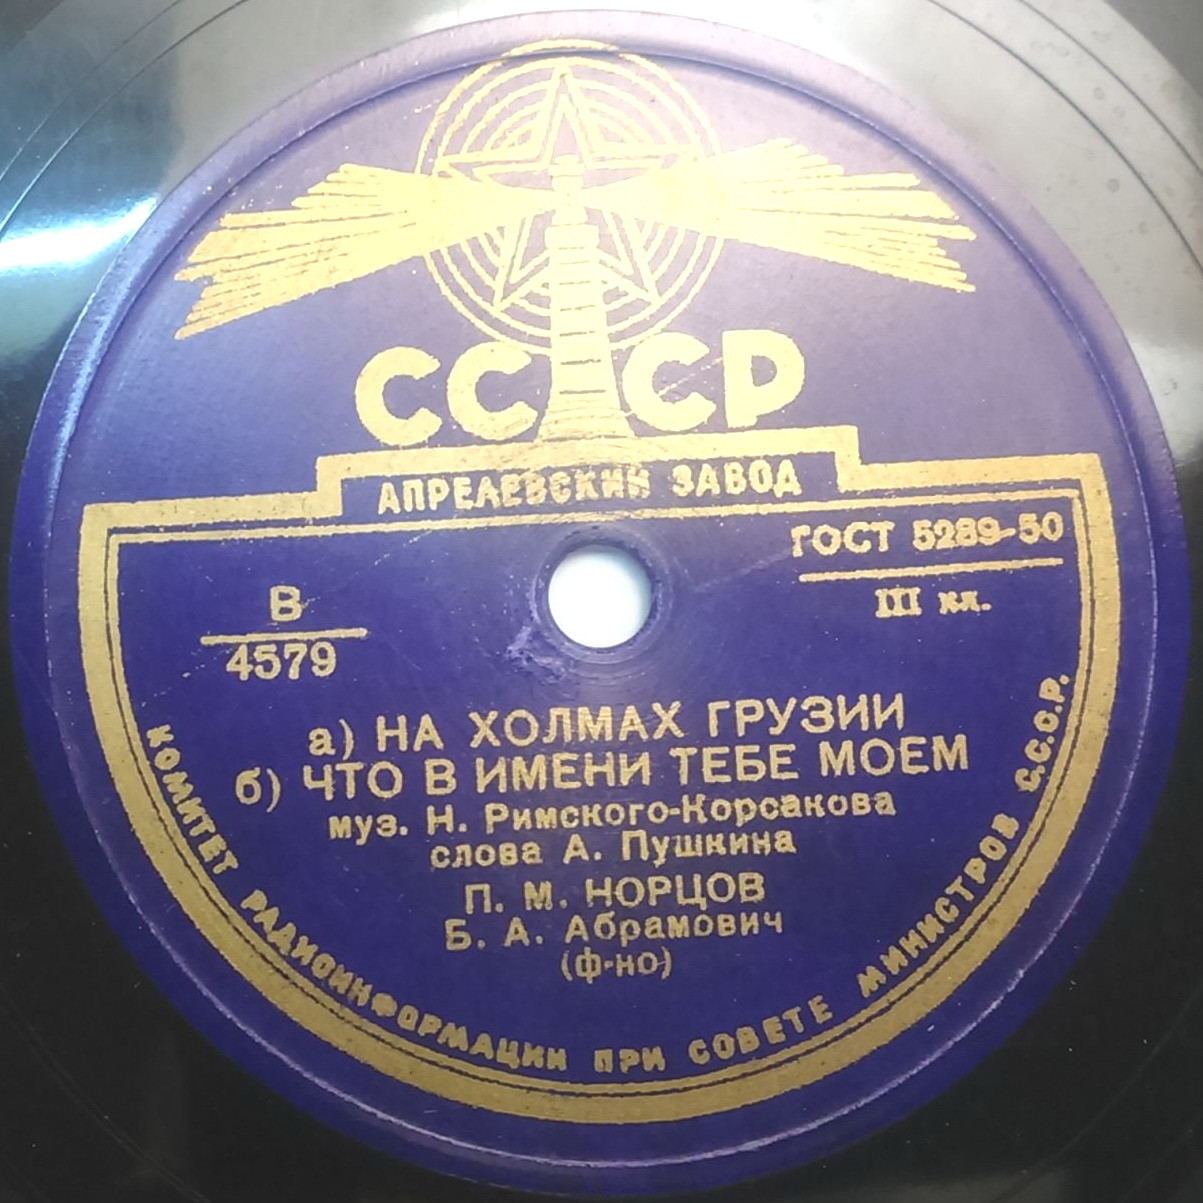 СССР
АПРЕЛЕВСКИЙ ЗАВОД
ГОСТ 5289-50
III кл.
В
4579
а) НА ХОЛМАХ ГРУЗИИ
б) ЧТО В ИМЕНИ ТЕБЕ МОЕМ
муз. Н. Римского-Корсакова
слова А. Пушкина
П. М. НОРЦОВ
Б. А. Абрамович
(ф-но)
КОМИТЕТ РАДИОИНФОРМАЦИИ ПРИ СОВЕТЕ МИНИСТРОВ С.С.С.Р.